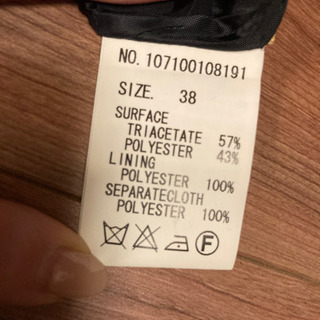 NO. 107100108191
SIZE. 38
SURFACE
TRIACETATE 57%
POLYESTER 43%
LINING
POLYESTER 100%
SEPARATECLOTH
POLYESTER 100%
F